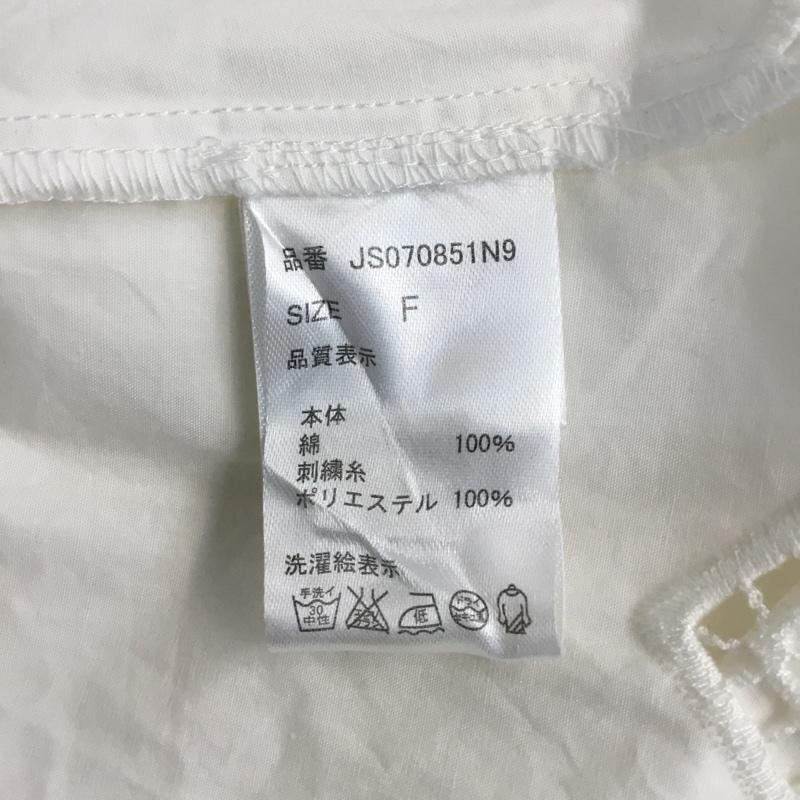 品番 JS070851N9
SIZE F
品質表示
本体
綿 100%
刺繍糸
ポリエステル 100%
洗濯絵表示
手洗イ
30
中性
低